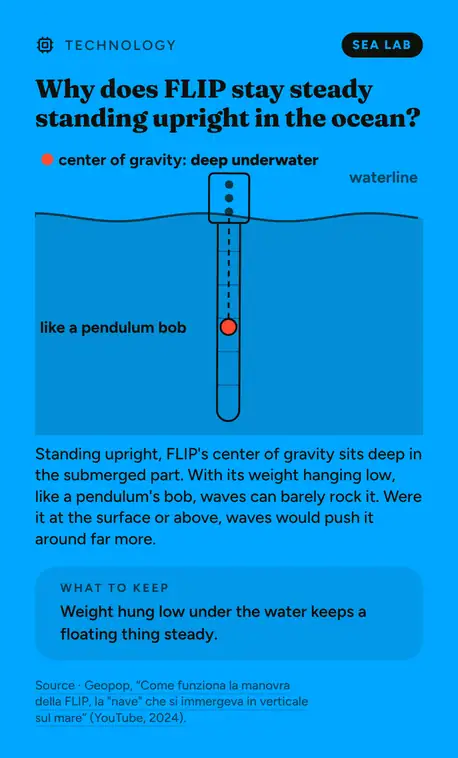 TECHNOLOGY
SEA LAB
Why does FLIP stay steady
standing upright in the ocean?
center of gravity: deep underwater
waterline
like a pendulum bob
Standing upright, FLIP's center of gravity sits deep in
the submerged part. With its weight hanging low,
like a pendulum's bob, waves can barely rock it. Were
it at the surface or above, waves would push it
around far more.
WHAT TO KEEP
Weight hung low under the water keeps a
floating thing steady.
Source · Geopop, "Come funziona la manovra
della FLIP, la "nave" che si immergeva in verticale
sul mare" (YouTube, 2024).